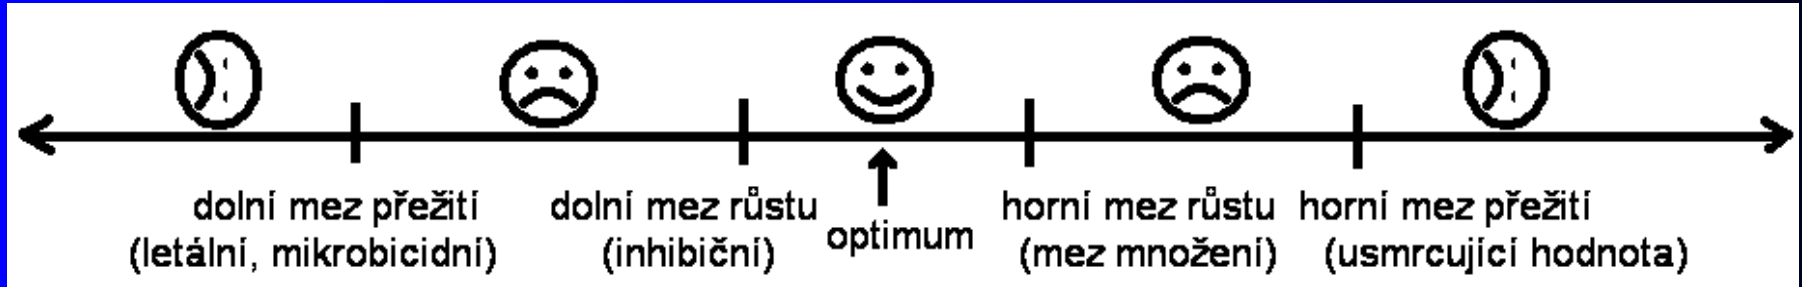 dolní mez přežití
(letální, mikrobicidní)
dolní mez růstu
(inhibiční)
optimum
horní mez růstu
(mez množení)
horní mez přežití
(usmrcující hodnota)